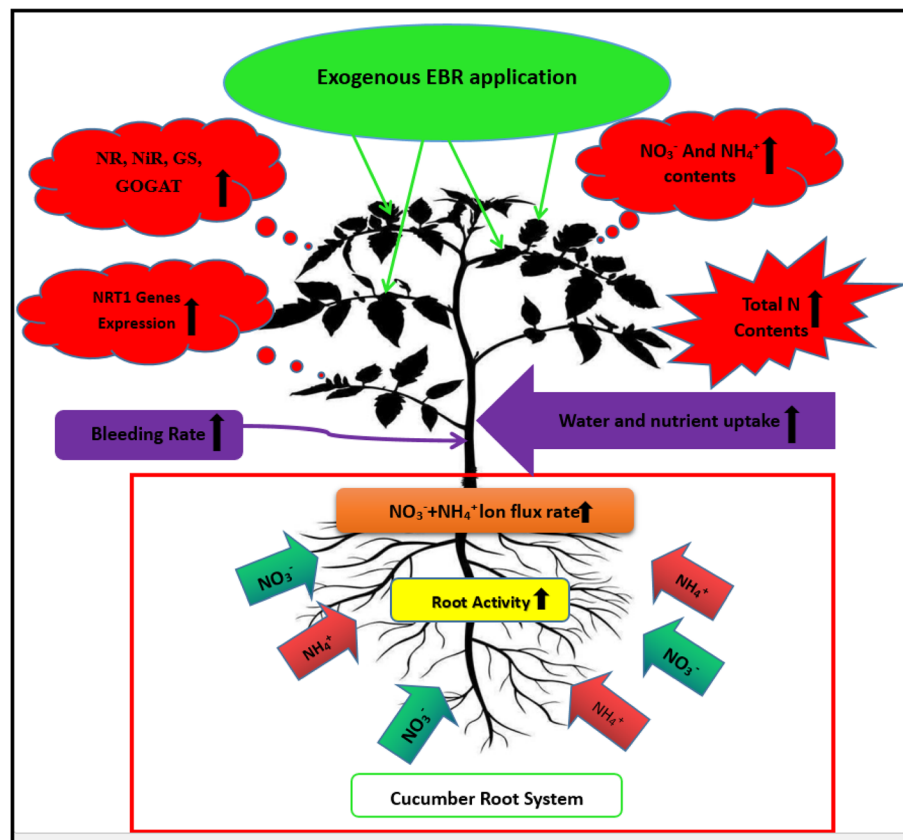 Exogenous EBR application
NR, NiR, GS,
GOGAT
NO₃⁻ And NH₄⁺
contents
NRT1 Genes
Expression
Total N
Contents
Bleeding Rate
Water and nutrient uptake
NO₃⁻+NH₄⁺ Ion flux rate
NO₃⁻
NH₄⁺
Root Activity
NH₄⁺
NO₃⁻
NO₃⁻
NH₄⁺
Cucumber Root System